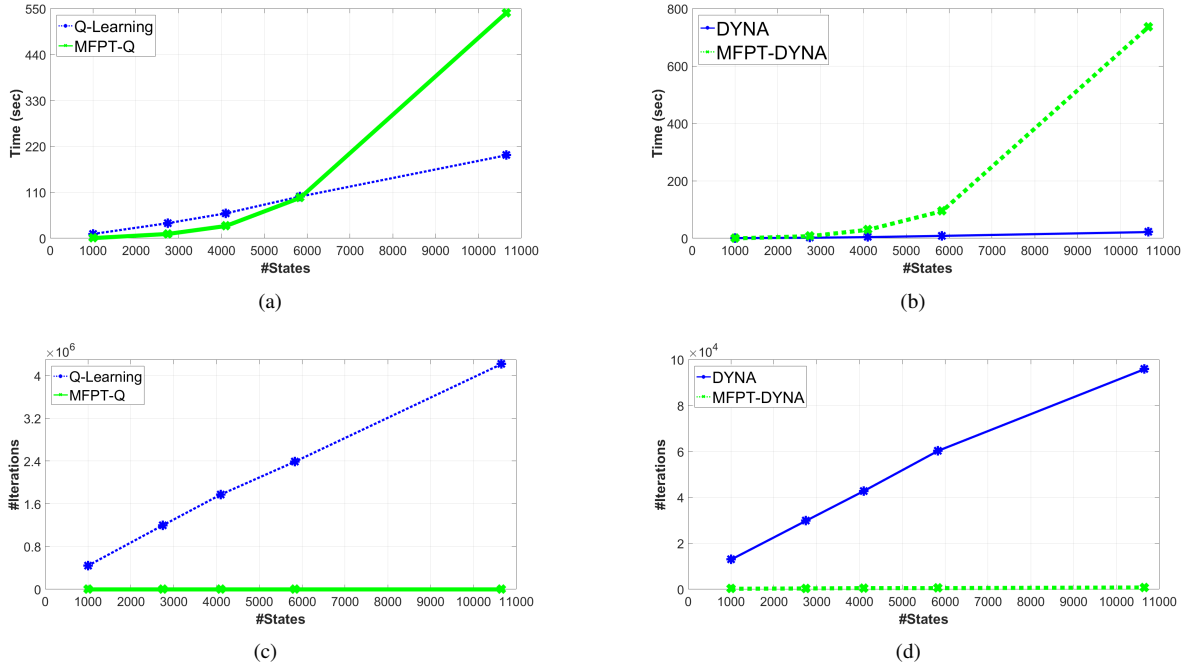 550
440
330
220
110
0
Time (sec)
Q-Learning
MFPT-Q
0 1000 2000 3000 4000 5000 6000 7000 8000 9000 10000 11000
#States
(a)
800
600
400
200
0
Time (sec)
DYNA
MFPT-DYNA
0 1000 2000 3000 4000 5000 6000 7000 8000 9000 10000 11000
#States
(b)
×10^6
4
3.2
2.4
1.6
0.8
0
#Iterations
Q-Learning
MFPT-Q
0 1000 2000 3000 4000 5000 6000 7000 8000 9000 10000 11000
#States
(c)
×10^4
10
8
6
4
2
0
#Iterations
DYNA
MFPT-DYNA
0 1000 2000 3000 4000 5000 6000 7000 8000 9000 10000 11000
#States
(d)